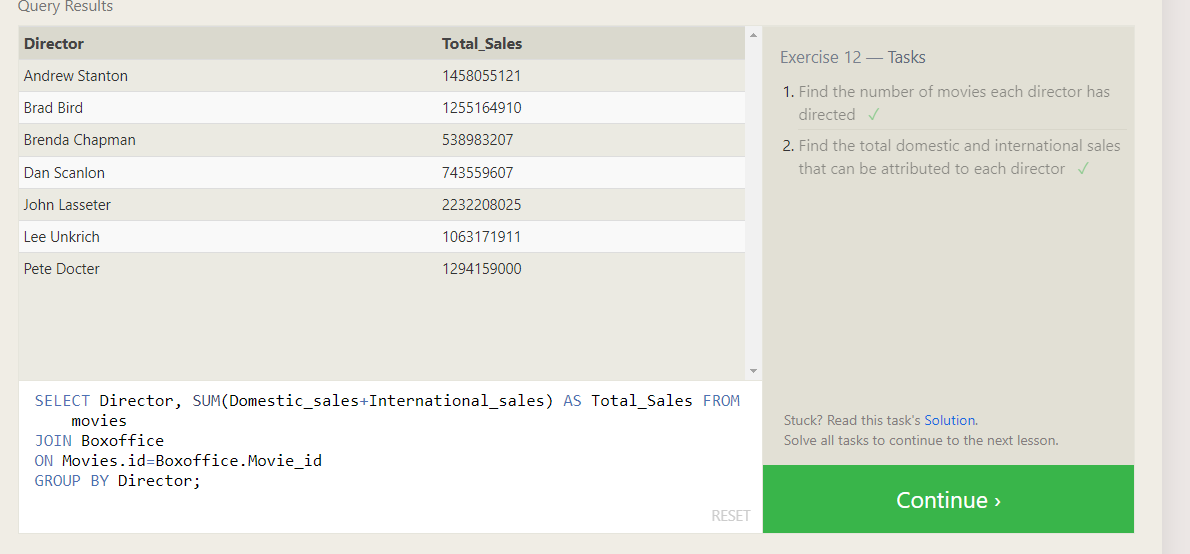 Query Results
Director Total_Sales
Andrew Stanton 1458055121
Brad Bird 1255164910
Brenda Chapman 538983207
Dan Scanlon 743559607
John Lasseter 2232208025
Lee Unkrich 1063171911
Pete Docter 1294159000
SELECT Director, SUM(Domestic_sales+International_sales) AS Total_Sales FROM
movies
JOIN Boxoffice
ON Movies.id=Boxoffice.Movie_id
GROUP BY Director;
RESET
Exercise 12 — Tasks
1. Find the number of movies each director has
directed ✓
2. Find the total domestic and international sales
that can be attributed to each director ✓
Stuck? Read this task's Solution.
Solve all tasks to continue to the next lesson.
Continue ›